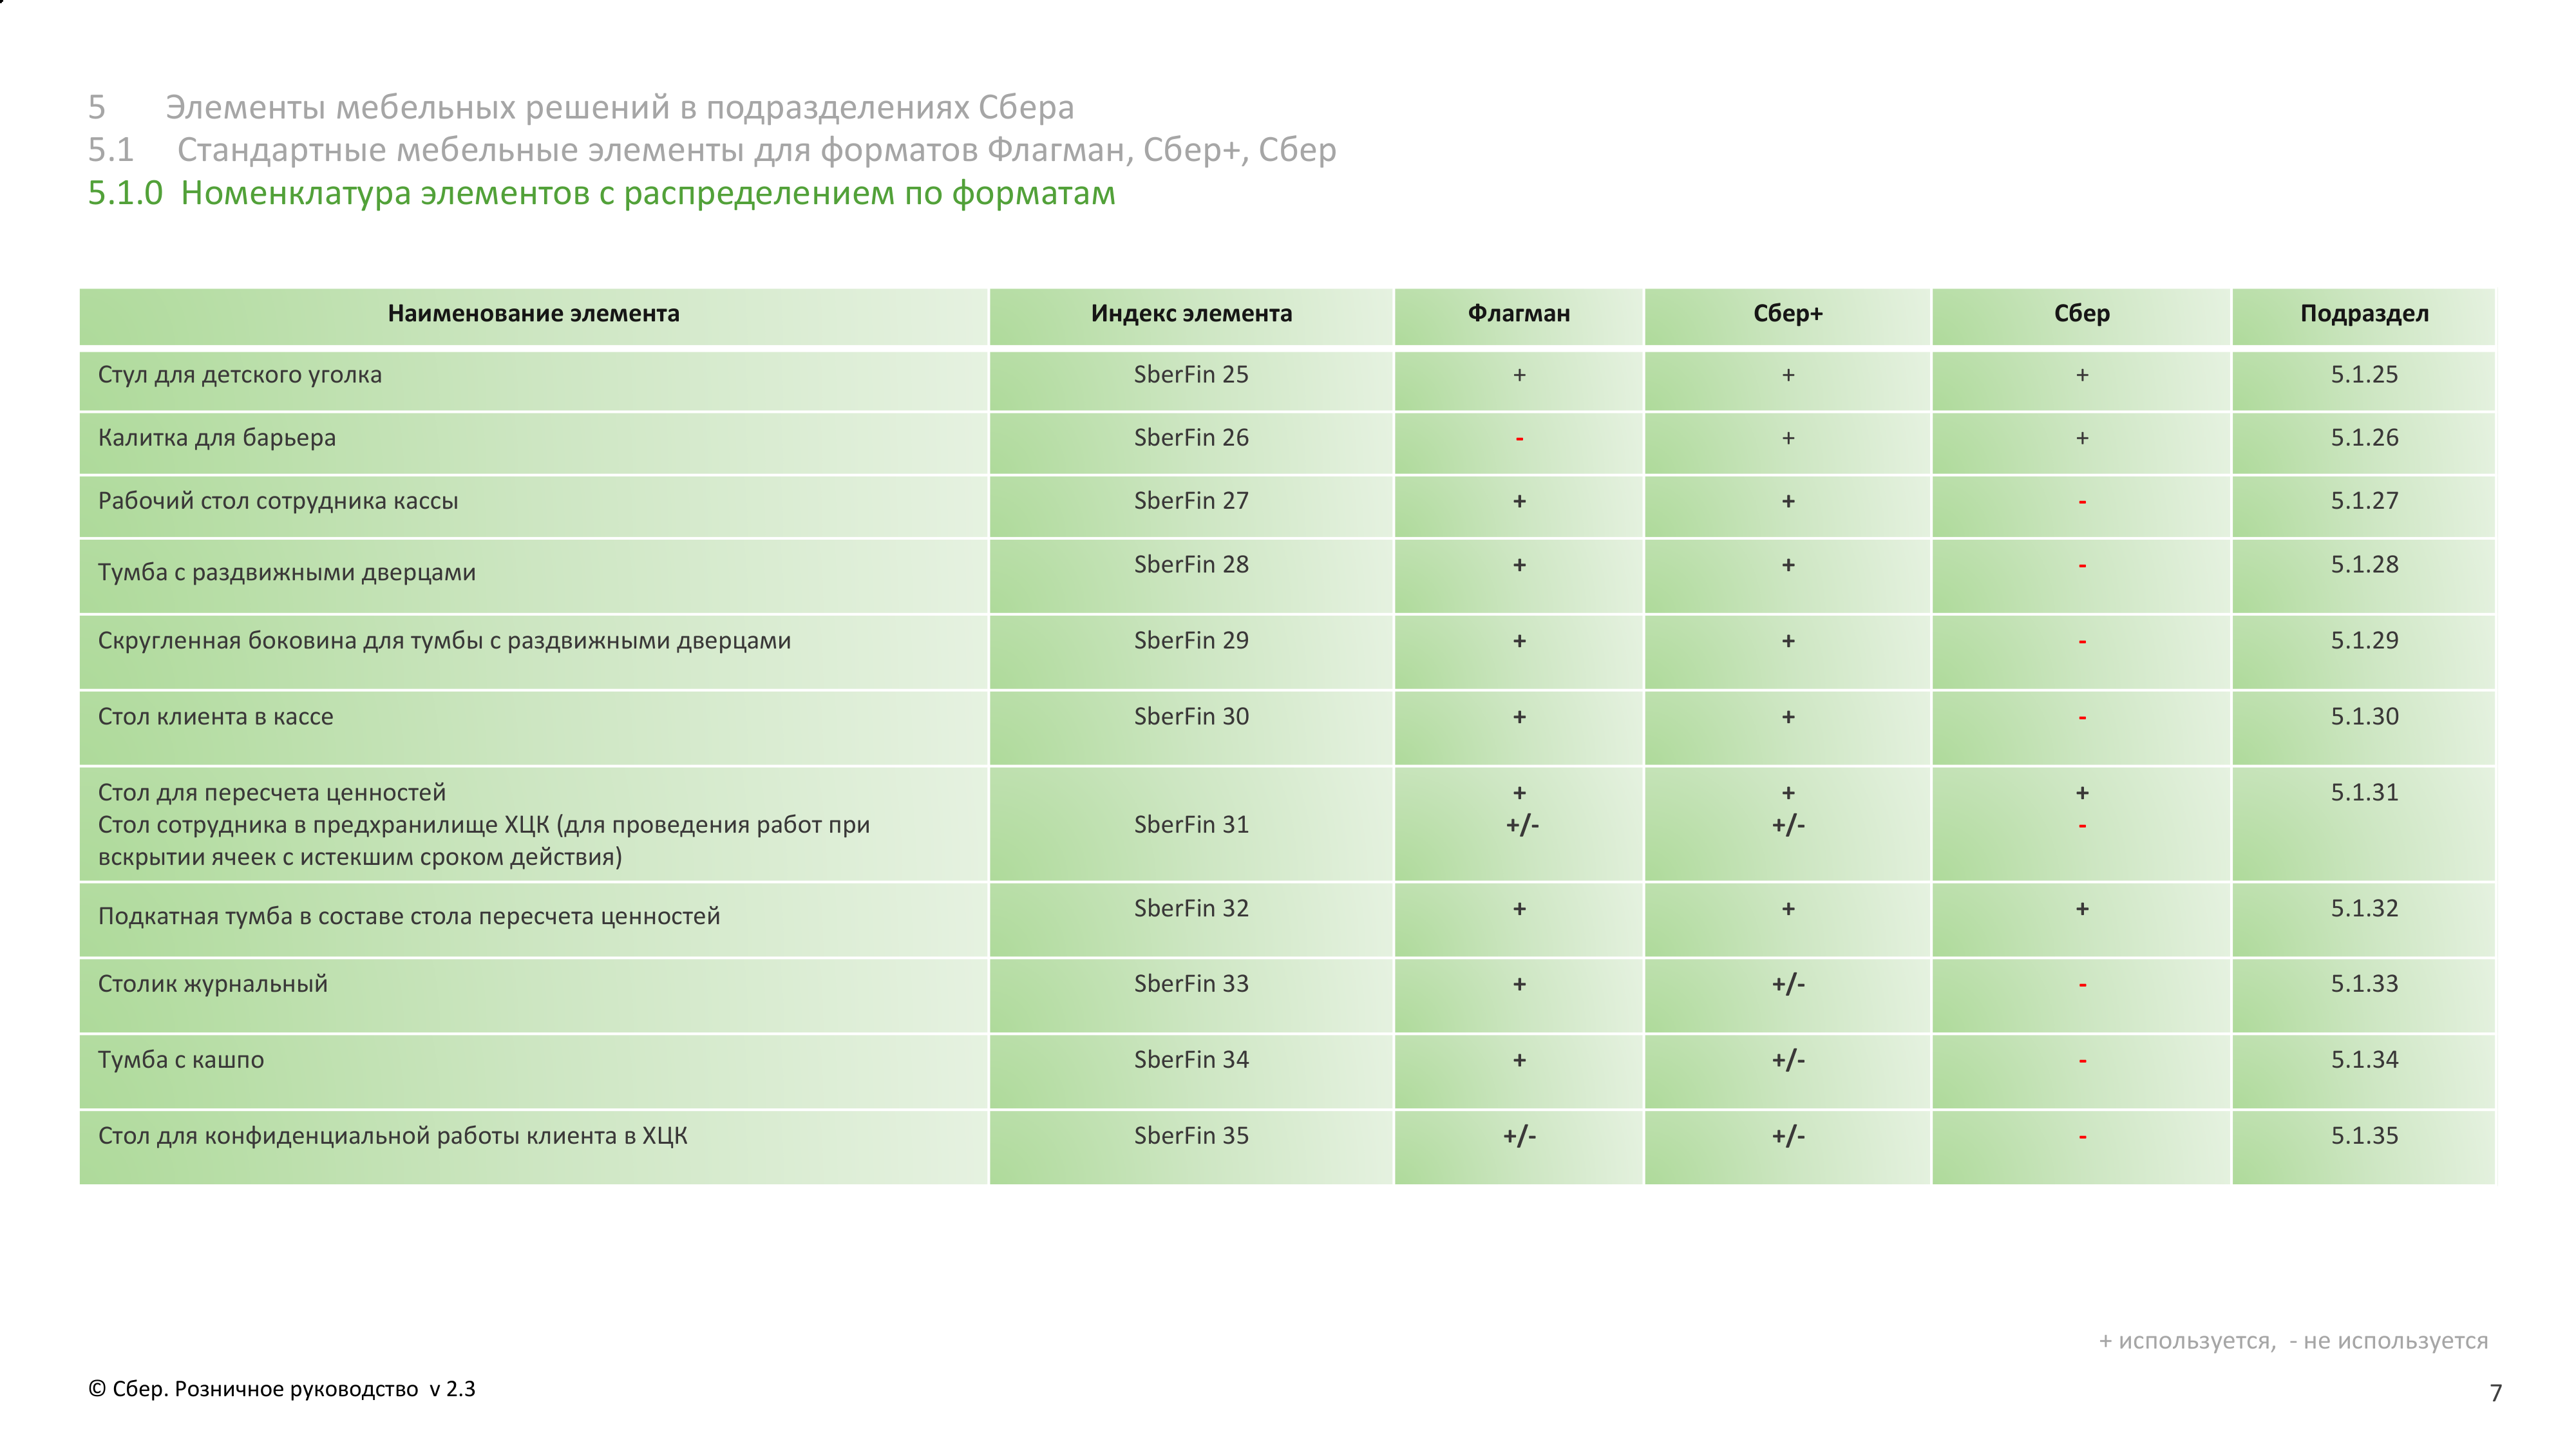 5 Элементы мебельных решений в подразделениях Сбера
5.1 Стандартные мебельные элементы для форматов Флагман, Сбер+, Сбер
5.1.0 Номенклатура элементов с распределением по форматам
Наименование элемента Индекс элемента Флагман Сбер+ Сбер Подраздел
Стул для детского уголка SberFin 25 + + + 5.1.25
Калитка для барьера SberFin 26 - + + 5.1.26
Рабочий стол сотрудника кассы SberFin 27 + + - 5.1.27
Тумба с раздвижными дверцами SberFin 28 + + - 5.1.28
Скругленная боковина для тумбы с раздвижными дверцами SberFin 29 + + - 5.1.29
Стол клиента в кассе SberFin 30 + + - 5.1.30
Стол для пересчета ценностей + + + 5.1.31
Стол сотрудника в предхранилище ХЦК (для проведения работ при SberFin 31 +/- +/- -
вскрытии ячеек с истекшим сроком действия)
Подкатная тумба в составе стола пересчета ценностей SberFin 32 + + + 5.1.32
Столик журнальный SberFin 33 + +/- - 5.1.33
Тумба с кашпо SberFin 34 + +/- - 5.1.34
Стол для конфиденциальной работы клиента в ХЦК SberFin 35 +/- +/- - 5.1.35
+ используется, - не используется
© Сбер. Розничное руководство v 2.3
7